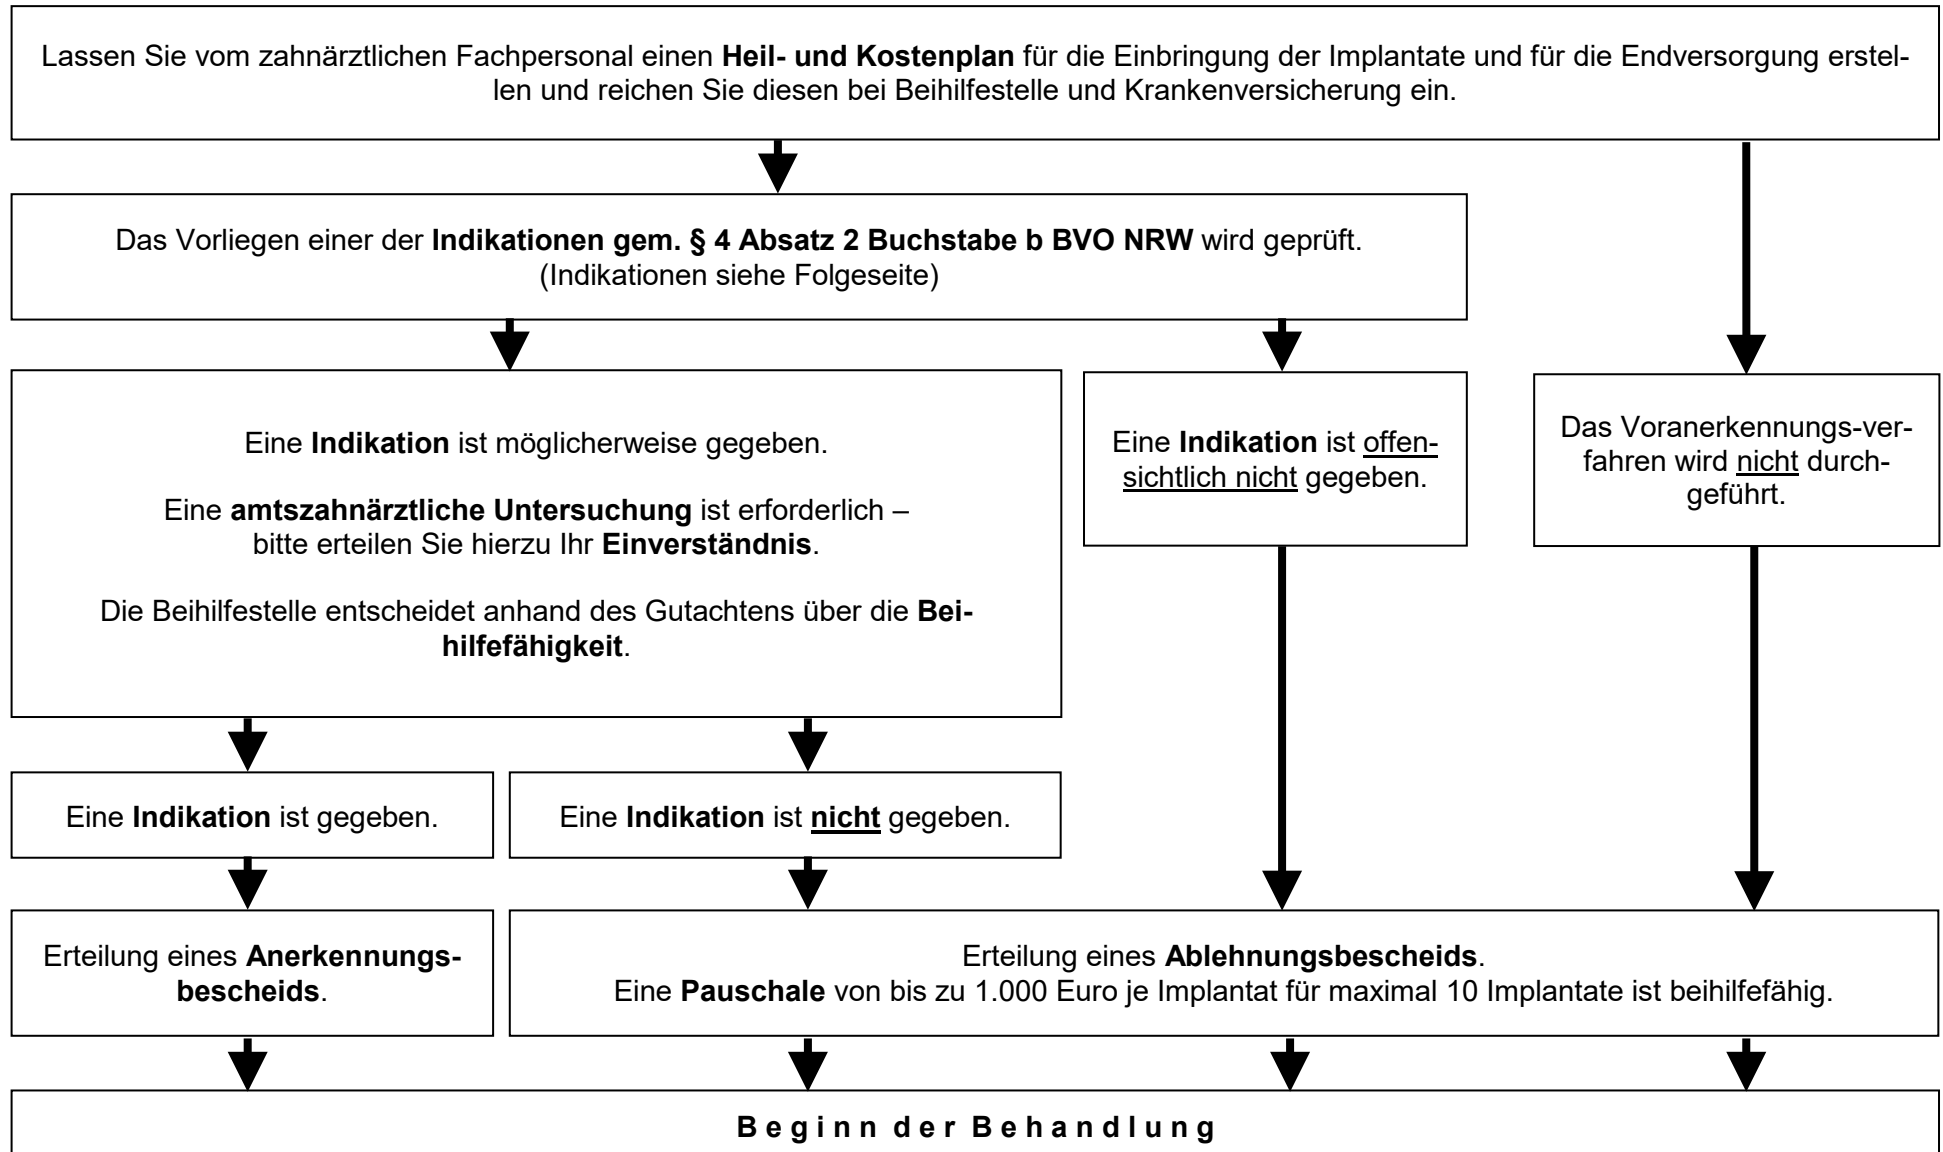 Lassen Sie vom zahnärztlichen Fachpersonal einen Heil- und Kostenplan für die Einbringung der Implantate und für die Endversorgung erstel-
len und reichen Sie diesen bei Beihilfestelle und Krankenversicherung ein.
Das Vorliegen einer der Indikationen gem. § 4 Absatz 2 Buchstabe b BVO NRW wird geprüft.
(Indikationen siehe Folgeseite)
Eine Indikation ist möglicherweise gegeben.
Eine amtszahnärztliche Untersuchung ist erforderlich –
bitte erteilen Sie hierzu Ihr Einverständnis.
Die Beihilfestelle entscheidet anhand des Gutachtens über die Bei-
hilfefähigkeit.
Eine Indikation ist offen-
sichtlich nicht gegeben.
Das Voranerkennungs-ver-
fahren wird nicht durch-
geführt.
Eine Indikation ist gegeben.
Eine Indikation ist nicht gegeben.
Erteilung eines Anerkennungs-
bescheids.
Erteilung eines Ablehnungsbescheids.
Eine Pauschale von bis zu 1.000 Euro je Implantat für maximal 10 Implantate ist beihilfefähig.
Beginn der Behandlung